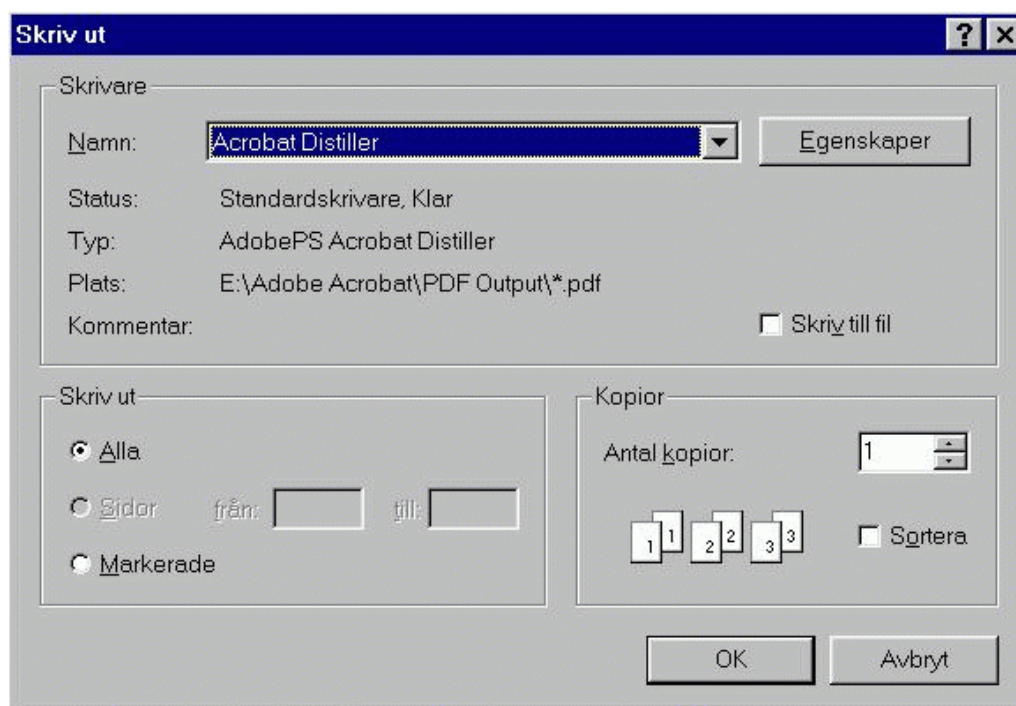 Skriv ut
Skrivare
Namn: Acrobat Distiller Egenskaper
Status: Standardskrivare, Klar
Typ: AdobePS Acrobat Distiller
Plats: E:\Adobe Acrobat\PDF Output\*.pdf
Kommentar: Skriv till fil
Skriv ut
Alla
Sidor från: till:
Markerade
Kopior
Antal kopior: 1
1 1 2 2 3 3 Sortera
OK Avbryt